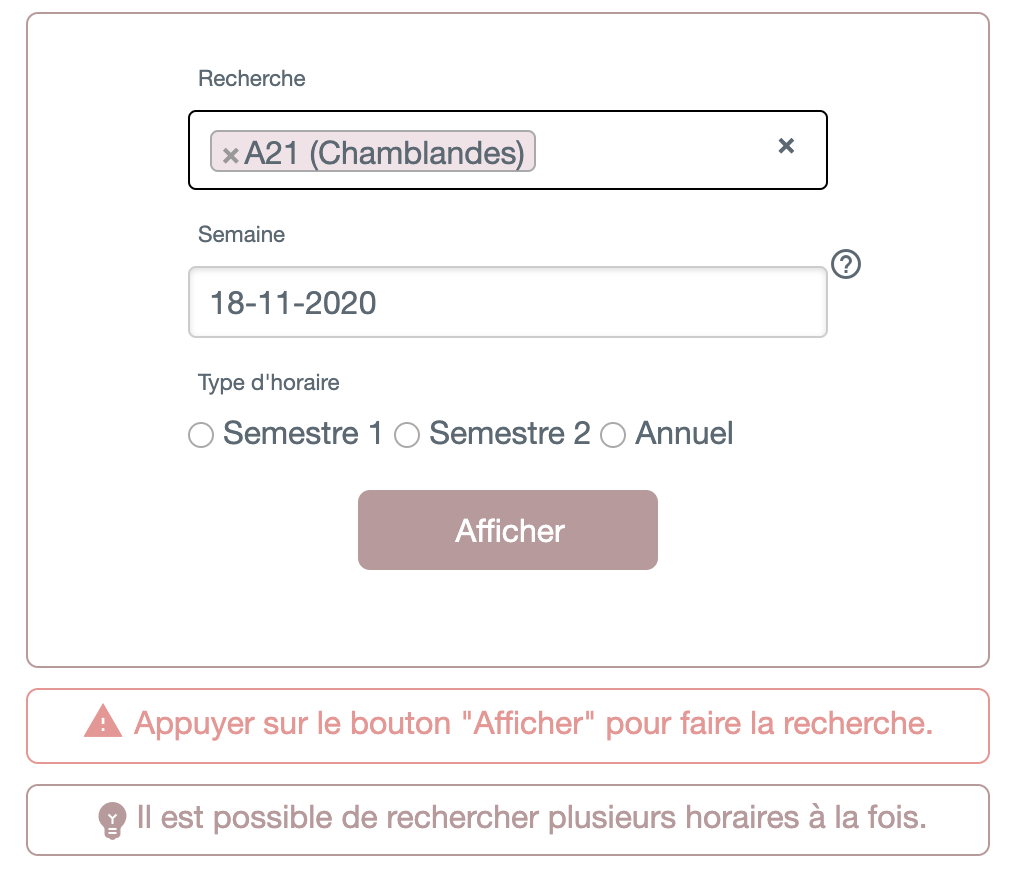 Recherche
×A21 (Chamblandes) ×
Semaine
?
18-11-2020
Type d'horaire
Semestre 1 Semestre 2 Annuel
Afficher
Appuyer sur le bouton "Afficher" pour faire la recherche.
Il est possible de rechercher plusieurs horaires à la fois.